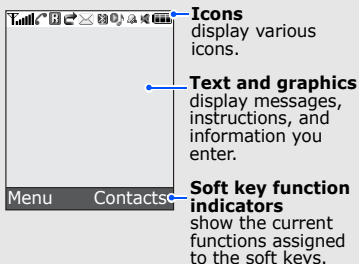 Icons
display various
icons.
Text and graphics
display messages,
instructions, and
information you
enter.
Menu Contacts
Soft key function
indicators
show the current
functions assigned
to the soft keys.